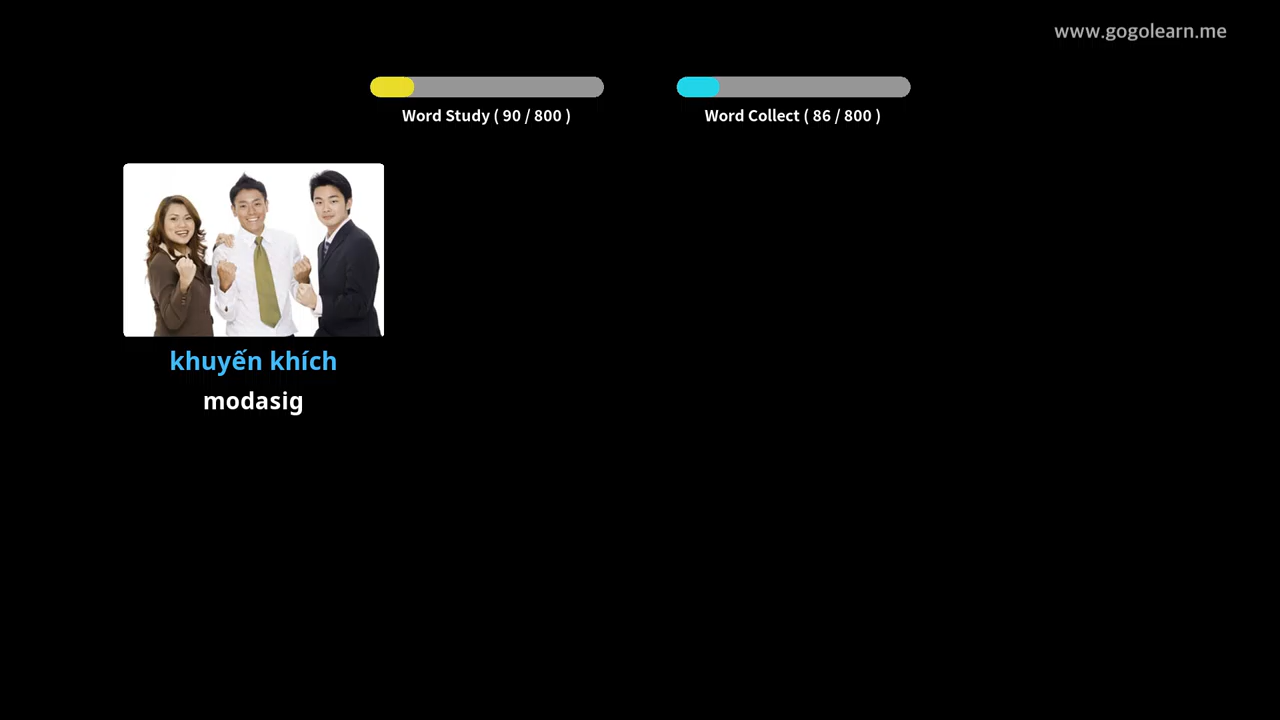 www.gogolearn.me
Word Study ( 90 / 800 )
Word Collect ( 86 / 800 )
khuyến khích
modasig